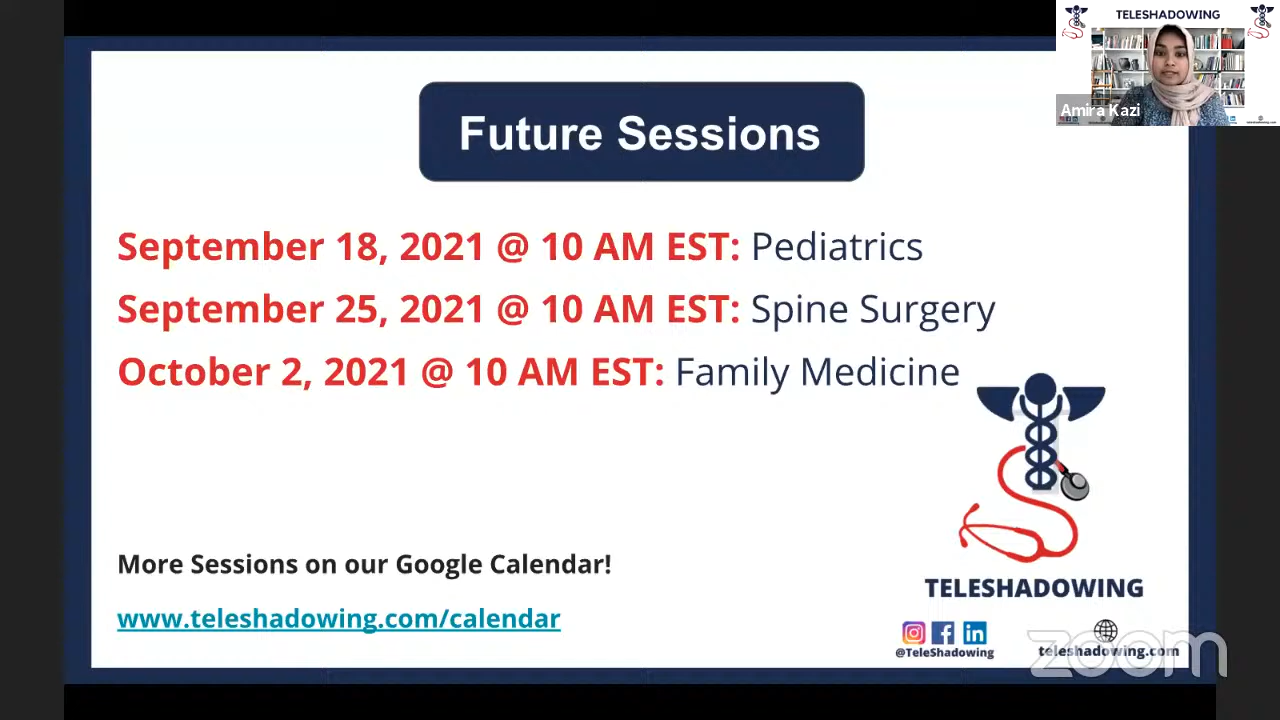 TELESHADOWING
Amira Kazi
Future Sessions
September 18, 2021 @ 10 AM EST: Pediatrics
September 25, 2021 @ 10 AM EST: Spine Surgery
October 2, 2021 @ 10 AM EST: Family Medicine
More Sessions on our Google Calendar!
www.teleshadowing.com/calendar
TELESHADOWING
@TeleShadowing
teleshadowing.com
zoom